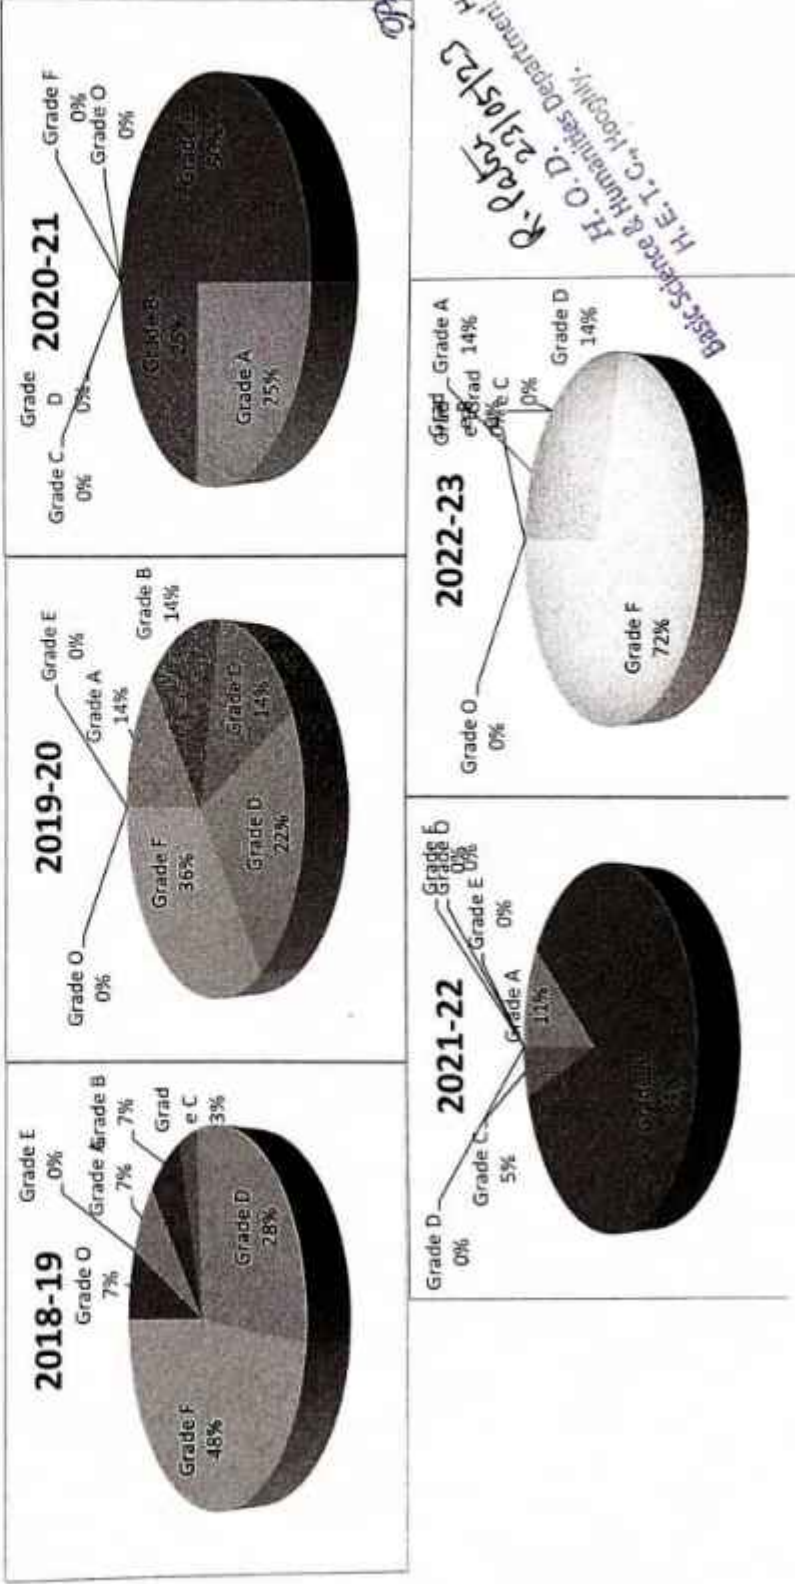 2018-19
Grade E
0%
Grade O
7%
Grade A
7%
Grade B
7%
Grad
e C
3%
Grade D
28%
Grade F
48%
2019-20
Grade O
0%
Grade E
0%
Grade A
14%
Grade B
14%
Grade D
14%
Grade D
22%
Grade F
36%
2020-21
Grade
D
0%
Grade C
0%
Grade F
0%
Grade O
0%
Grade B
25%
Grade A
25%
2021-22
Grade D
0%
Grade C
5%
Grade E
0%
Grade A
11%
2022-23
Grade O
0%
Grade A
14%
e C
0%
Grade D
14%
Grade F
72%
23/05/23
H. O. D.
Basic Science & Humanities Department
H. E. T. C., Hooghly.